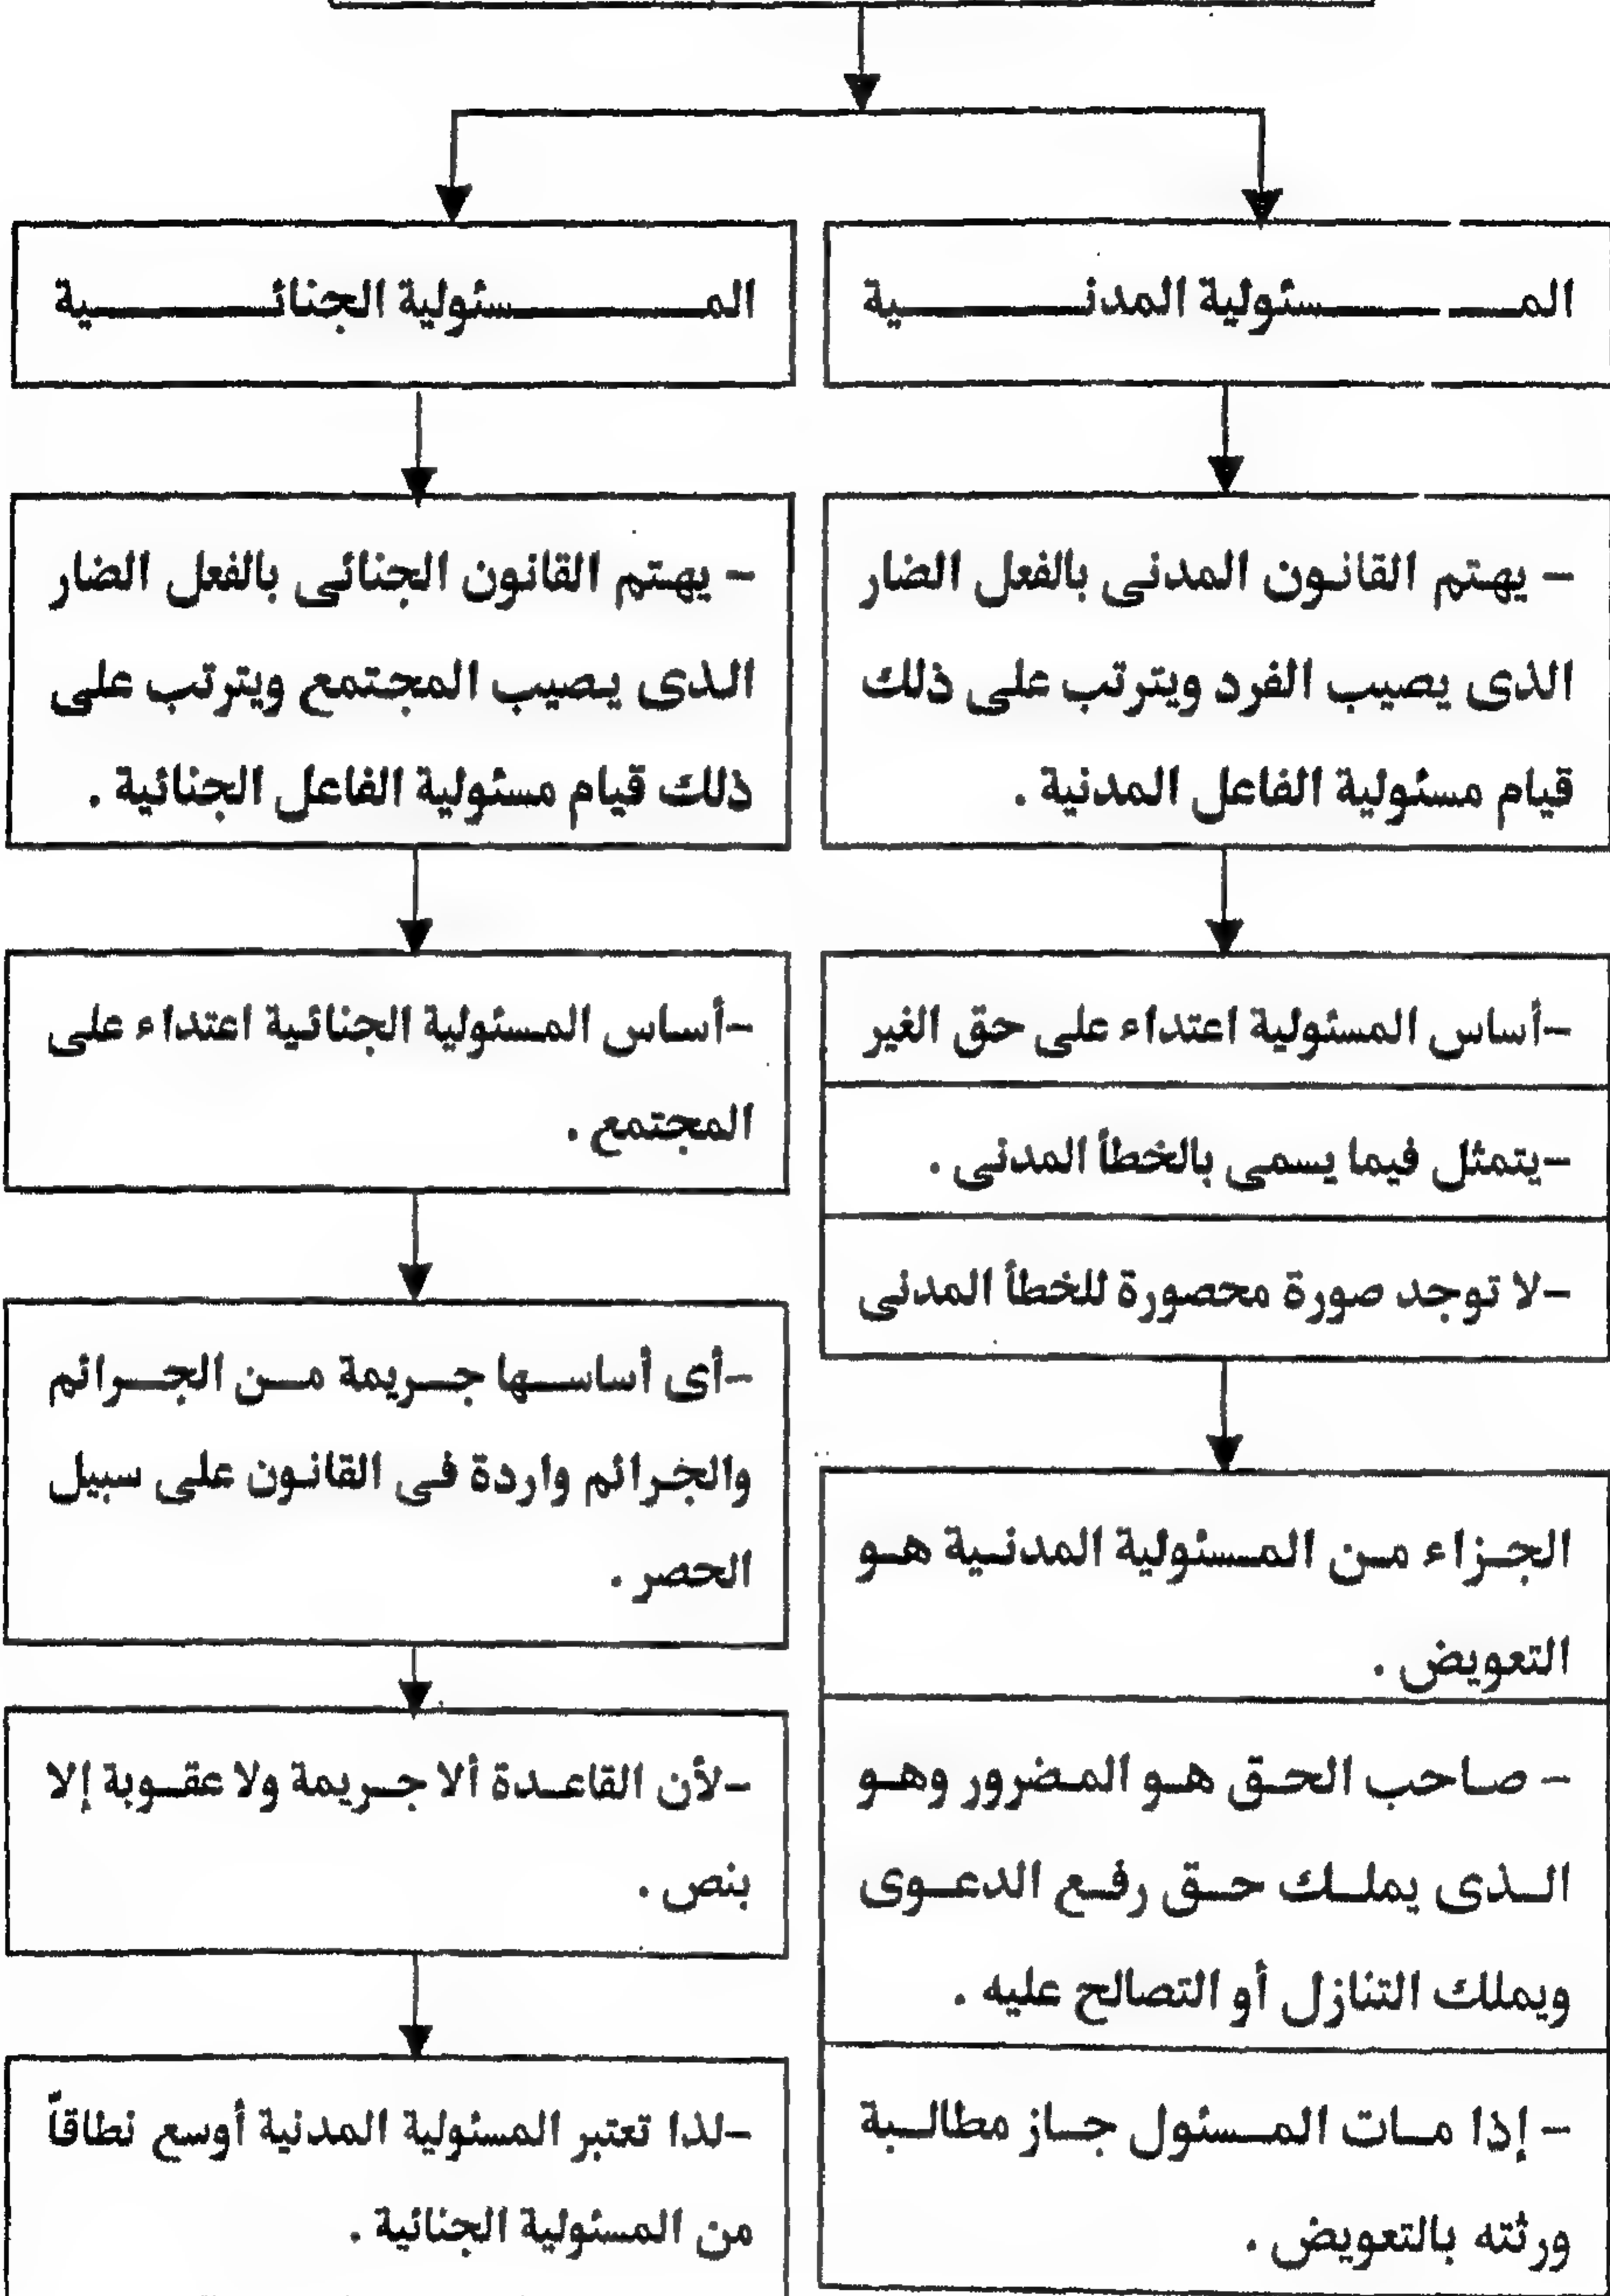 المسئولية المدنية
- يهتم القانون المدنى بالفعل الضار
الذى يصيب الفرد ويترتب على ذلك
قيام مسئولية الفاعل المدنية .
-أساس المسئولية اعتداء على حق الغير
-يتمثل فيما يسمى بالخطأ المدنى .
-لا توجد صورة محصورة للخطأ المدنى
الجزاء من المسئولية المدنية هو
التعويض .
- صاحب الحق هو المضرور وهو
الذى يملك حق رفع الدعوى
ويملك التنازل أو التصالح عليه .
- إذا مات المسئول جاز مطالبة
ورثته بالتعويض .
المسئولية الجنائية
- يهتم القانون الجنائى بالفعل الضار
الذى يصيب المجتمع ويترتب على
ذلك قيام مسئولية الفاعل الجنائية .
-أساس المسئولية الجنائية اعتداء على
المجتمع .
-أى أساسها جريمة من الجرائم
والخرائم واردة فى القانون على سبيل
الحصر .
-لأن القاعدة ألا جريمة ولا عقوبة إلا
بنص .
-لذا تعتبر المسئولية المدنية أوسع نطاقاً
من المسئولية الجنائية .